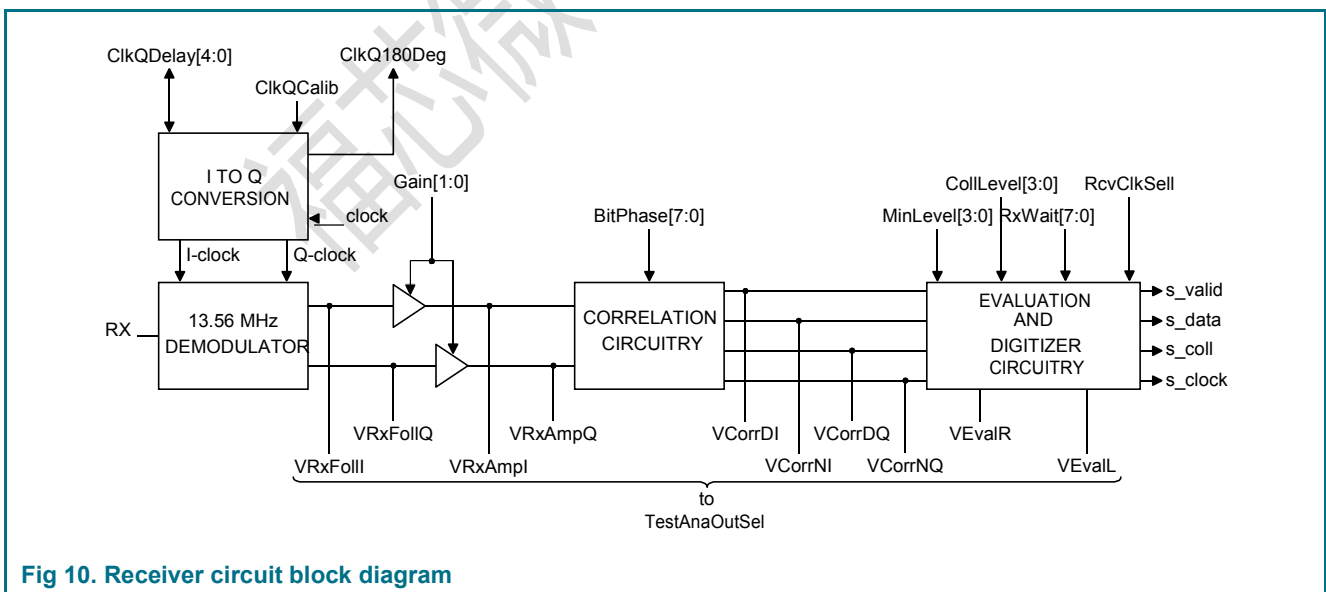 福芯微
ClkQDelay[4:0]
ClkQ180Deg
ClkQCalib
I TO Q
CONVERSION
clock
Gain[1:0]
BitPhase[7:0]
CollLevel[3:0]
RcvClkSell
MinLevel[3:0]
RxWait[7:0]
I-clock
Q-clock
RX
13.56 MHz
DEMODULATOR
CORRELATION
CIRCUITRY
EVALUATION
AND
DIGITIZER
CIRCUITRY
s_valid
s_data
s_coll
s_clock
VRxFollQ
VRxAmpQ
VCorrDI
VCorrDQ
VEvalR
VRxFollI
VRxAmpI
VCorrNI
VCorrNQ
VEvalL
to
TestAnaOutSel
Fig 10. Receiver circuit block diagram